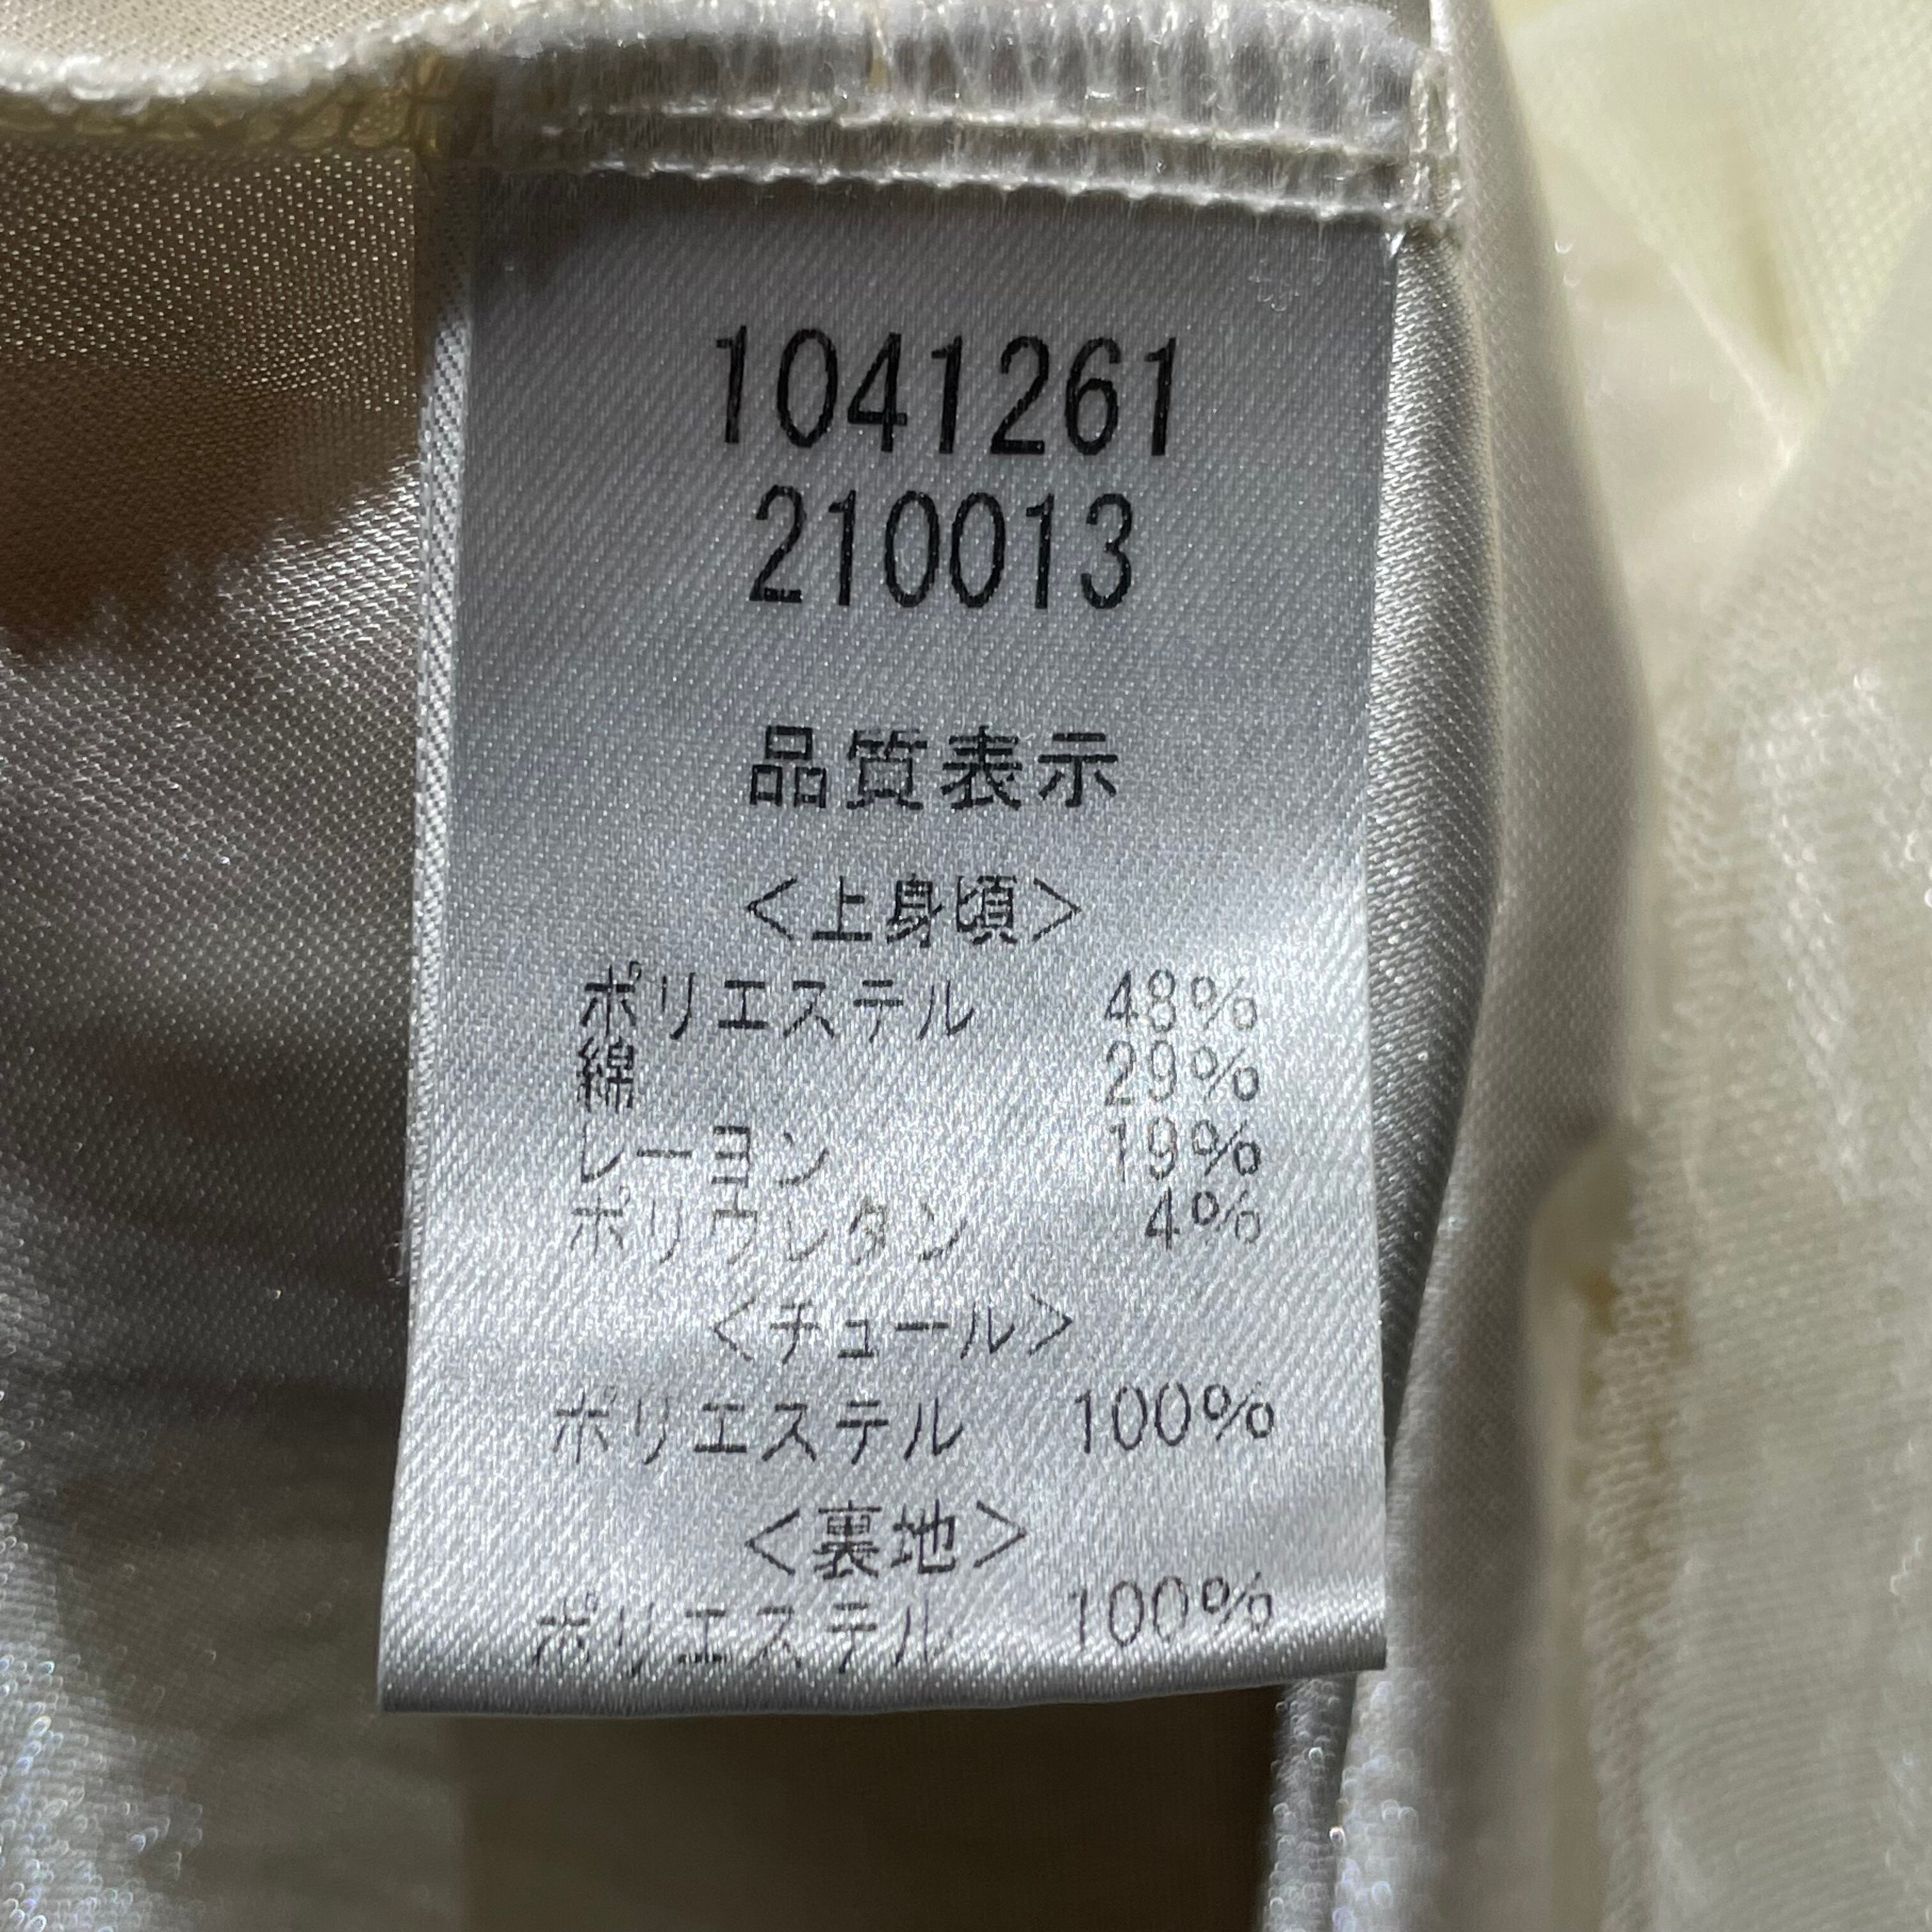 1041261
210013
品質表示
<上身頃>
ポリエステル 48%
綿 29%
レーヨン 19%
ポリウレタン 4%
<チュール>
ポリエステル 100%
<裏地>
ポリエステル 100%